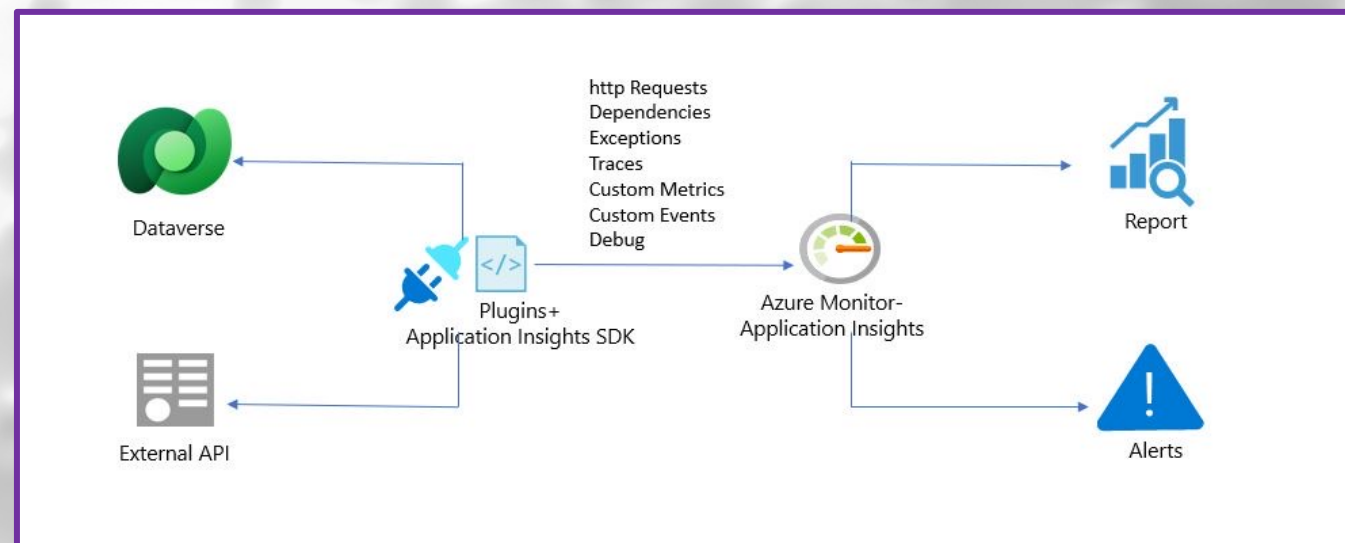 http Requests
Dependencies
Exceptions
Traces
Custom Metrics
Custom Events
Debug
Dataverse
Report
</>
Plugins+
Application Insights SDK
Azure Monitor-
Application Insights
External API
!
Alerts